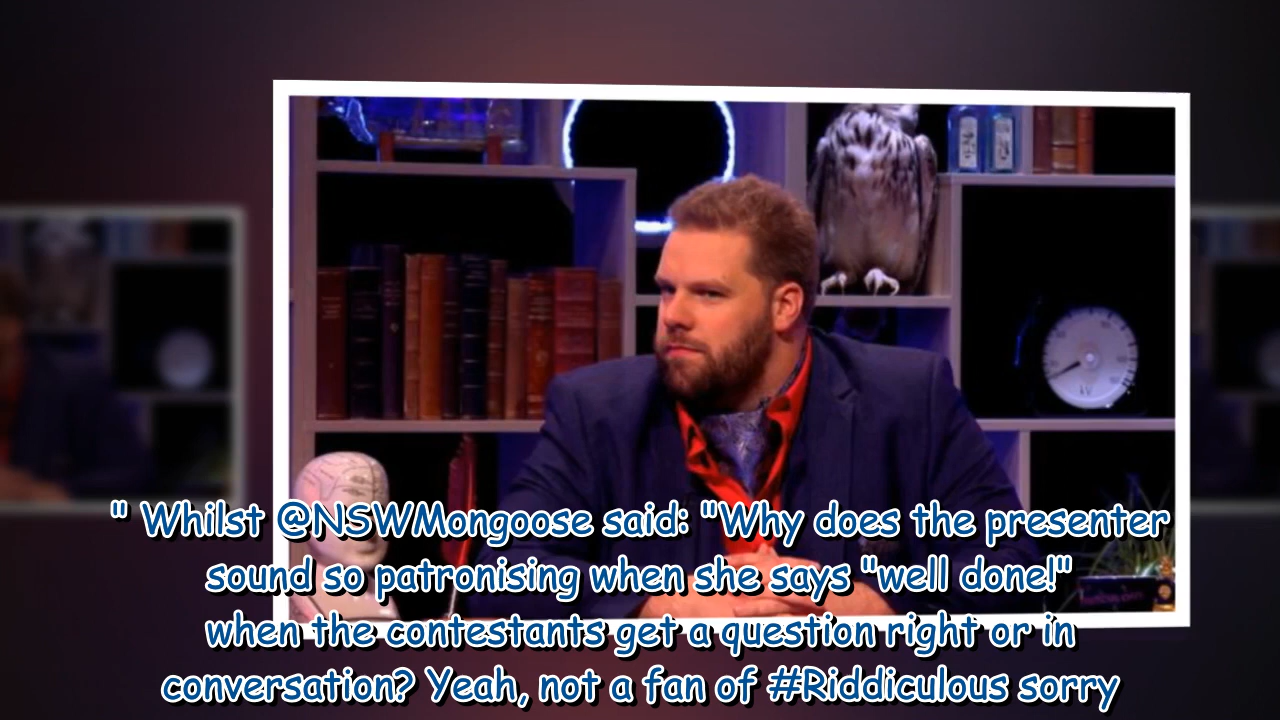 " Whilst @NSWMongoose said: "Why does the presenter
sound so patronising when she says "well done!"
when the contestants get a question right or in
conversation? Yeah, not a fan of #Riddiculous sorry